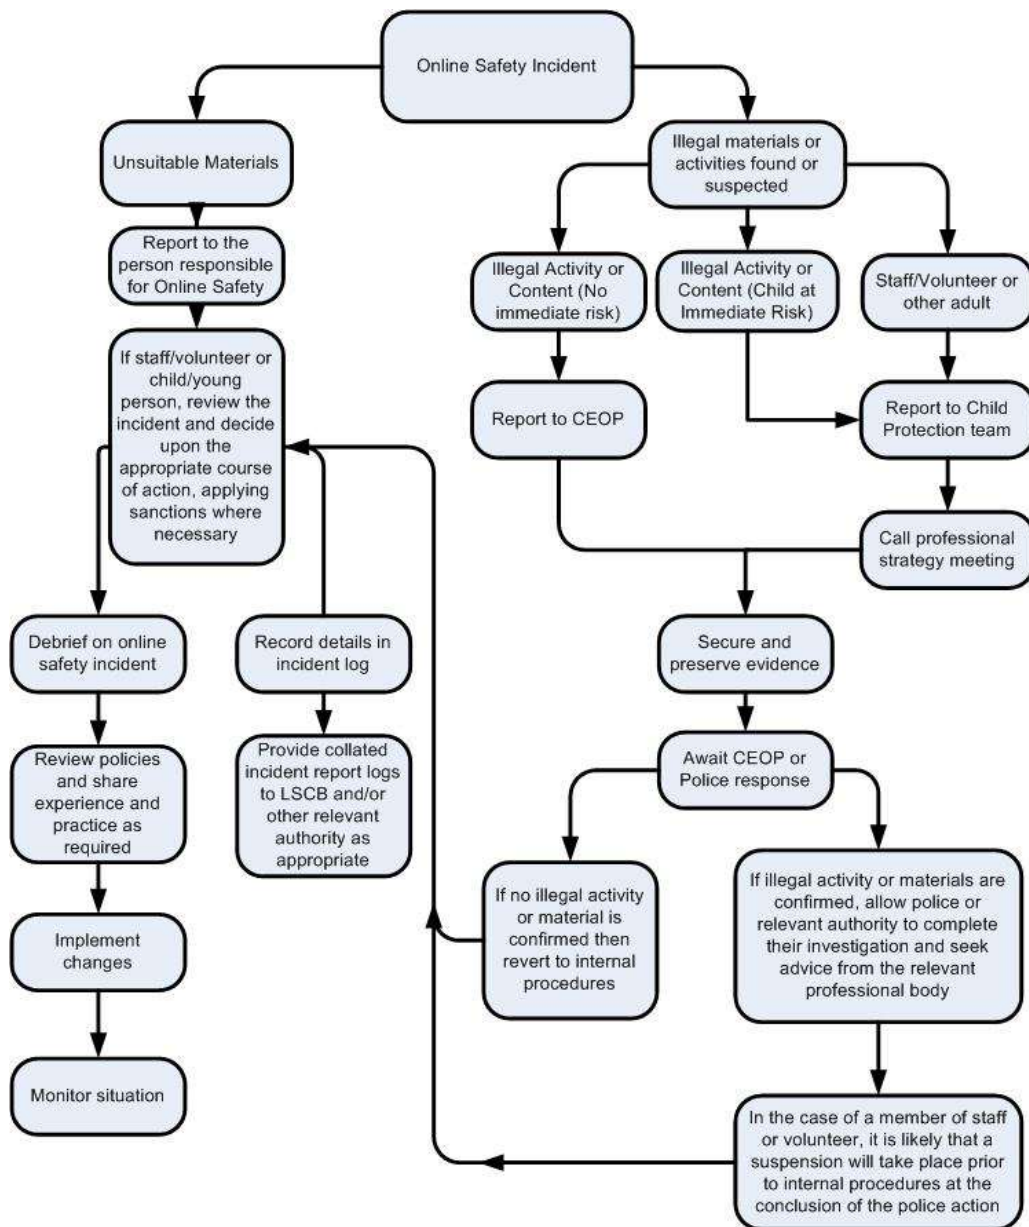 Online Safety Incident
Unsuitable Materials
Report to the
person responsible
for Online Safety
If staff/volunteer or
child/young
person, review the
incident and decide
upon the
appropriate course
of action, applying
sanctions where
necessary
Debrief on online
safety incident
Review policies
and share
experience and
practice as
required
Implement
changes
Monitor situation
Record details in
incident log
Provide collated
incident report logs
to LSCB and/or
other relevant
authority as
appropriate
Illegal materials or
activities found or
suspected
Illegal Activity or
Content (No
immediate risk)
Illegal Activity or
Content (Child at
Immediate Risk)
Staff/Volunteer or
other adult
Report to CEOP
Report to Child
Protection team
Call professional
strategy meeting
Secure and
preserve evidence
Await CEOP or
Police response
If no illegal activity
or material is
confirmed then
revert to internal
procedures
If illegal activity or materials are
confirmed, allow police or
relevant authority to complete
their investigation and seek
advice from the relevant
professional body
In the case of a member of staff
or volunteer, it is likely that a
suspension will take place prior
to internal procedures at the
conclusion of the police action